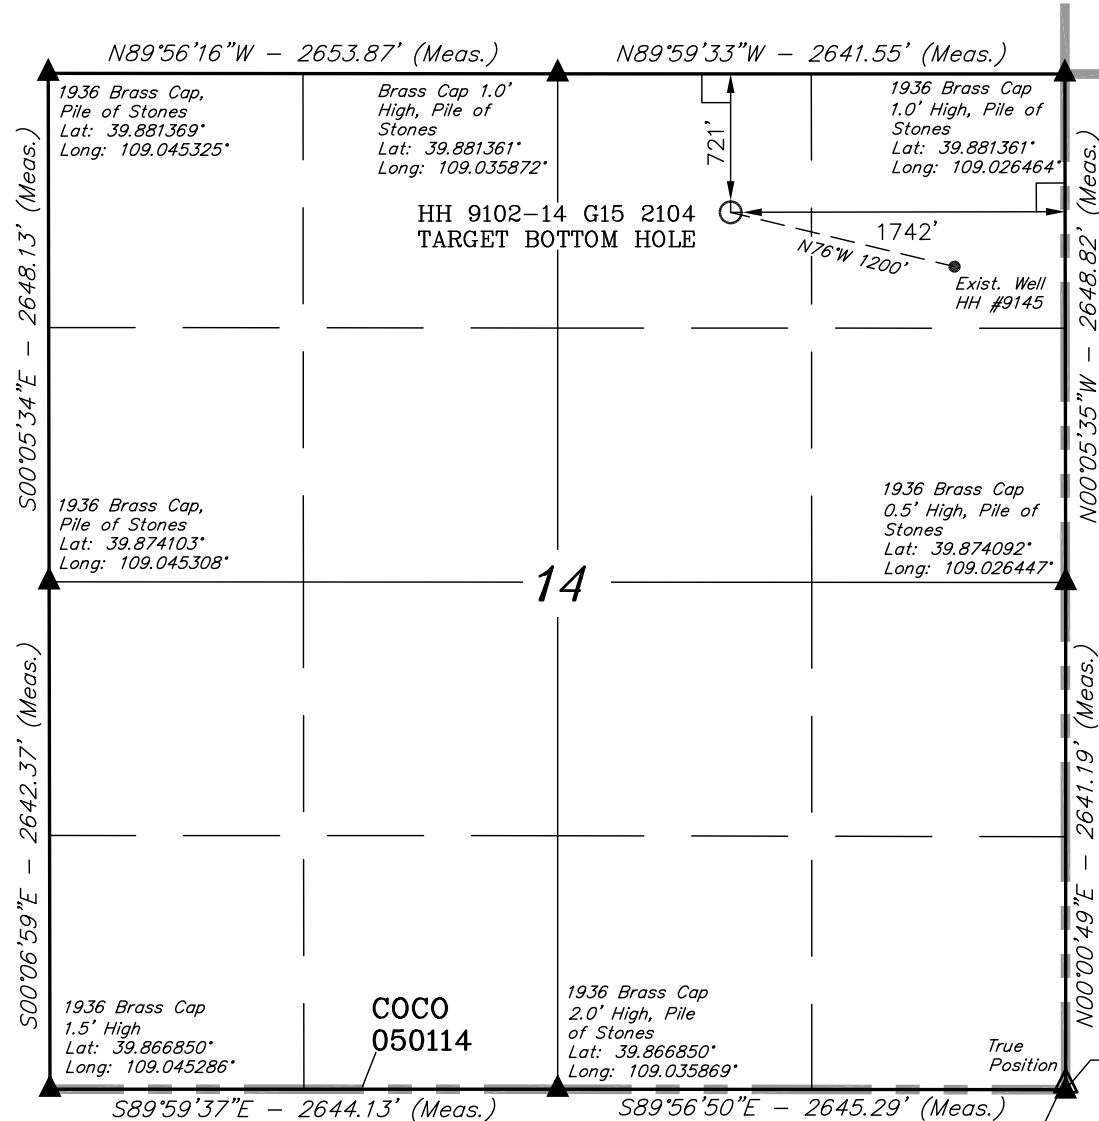 N89°56'16"W - 2653.87' (Meas.)
N89°59'33"W - 2641.55' (Meas.)
1936 Brass Cap,
Pile of Stones
Lat: 39.881369°
Long: 109.045325°
Brass Cap 1.0'
High, Pile of
Stones
Lat: 39.881361°
Long: 109.035872°
1936 Brass Cap
1.0' High, Pile of
Stones
Lat: 39.881361°
Long: 109.026464°
721'
S00°05'34"E - 2648.13' (Meas.)
N00°05'35"W - 2648.82' (Meas.)
HH 9102-14 G15 2104
TARGET BOTTOM HOLE
1742'
N76°W 1200'
Exist. Well
HH #9145
1936 Brass Cap,
Pile of Stones
Lat: 39.874103°
Long: 109.045308°
1936 Brass Cap
0.5' High, Pile of
Stones
Lat: 39.874092°
Long: 109.026447°
14
S00°06'59"E - 2642.37' (Meas.)
N00°00'49"E - 2641.19' (Meas.)
1936 Brass Cap
1.5' High
Lat: 39.866850°
Long: 109.045286°
COCO
050114
1936 Brass Cap
2.0' High, Pile
of Stones
Lat: 39.866850°
Long: 109.035869°
True
Position
S89°59'37"E - 2644.13' (Meas.)
S89°56'50"E - 2645.29' (Meas.)